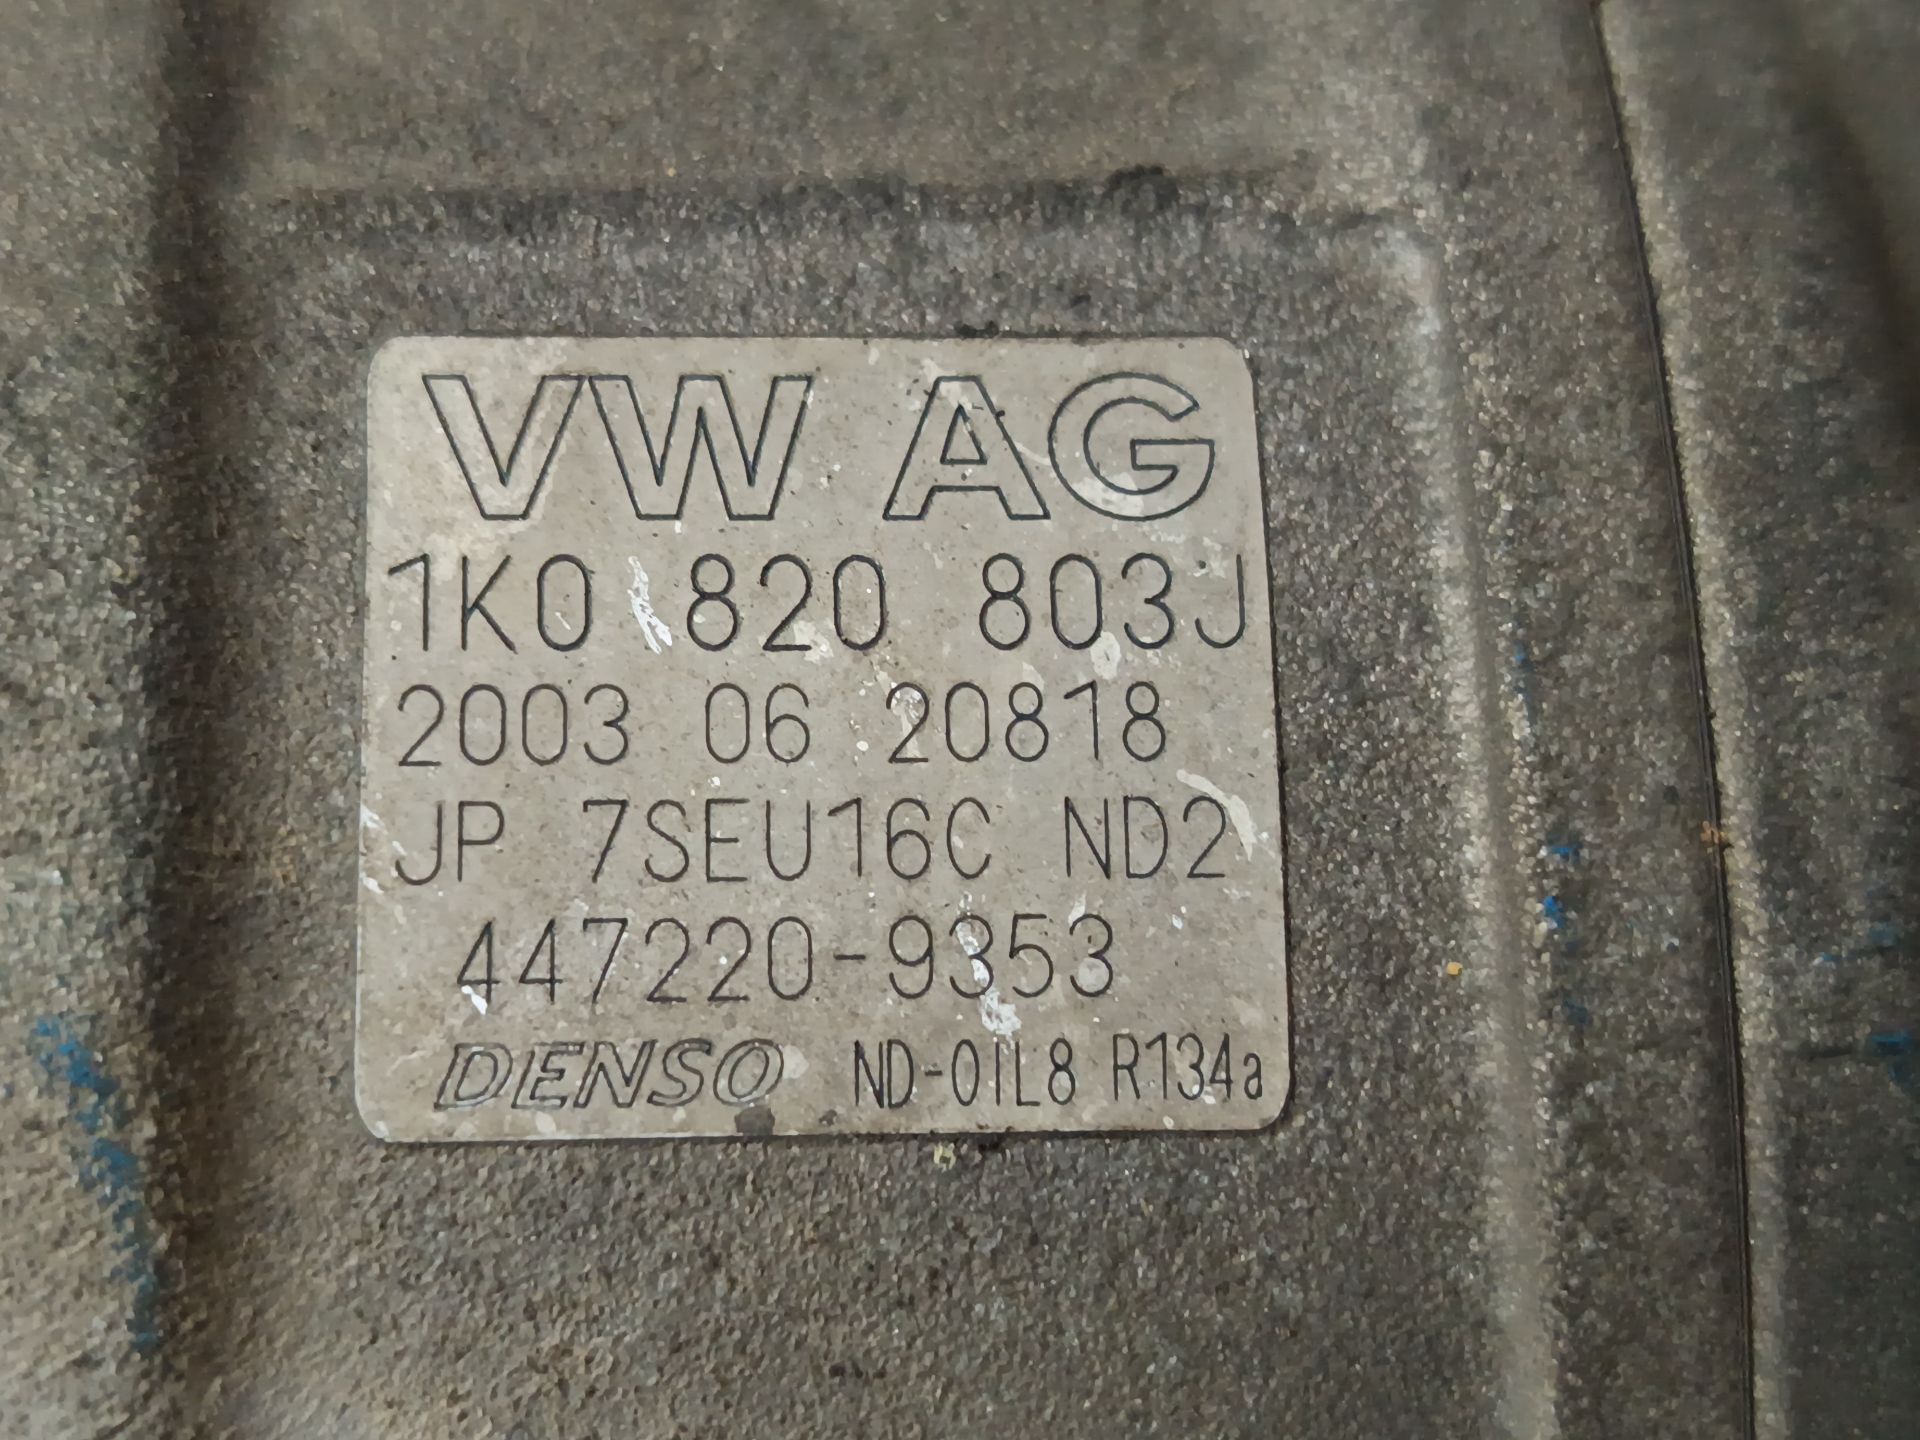 VW AG
1K0 820 803J
2003 06 20818
JP 7SEU16C ND2
447220-9353
DENSO ND-OIL8 R134a